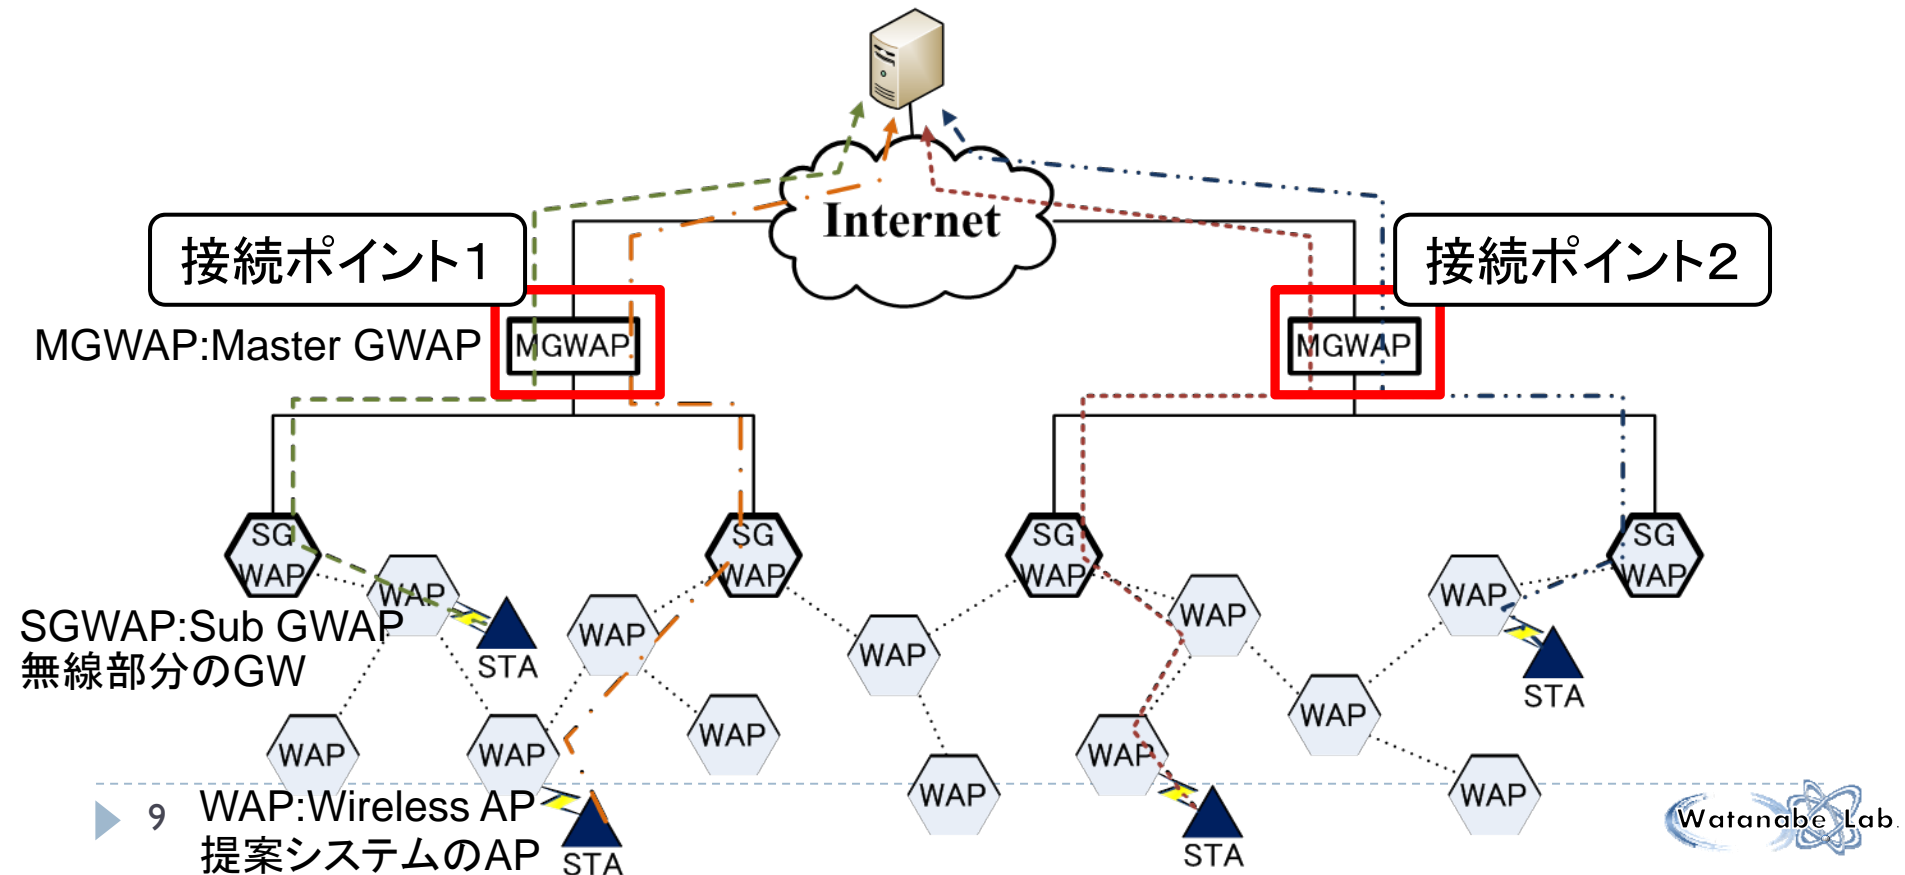 Internet
接続ポイント1
接続ポイント2
MGWAP:Master GWAP
MGWAP
MGWAP
SG
WAP
SG
WAP
SG
WAP
SG
WAP
WAP
WAP
WAP
WAP
WAP
SGWAP:Sub GWAP
無線部分のGW
STA
STA
WAP
WAP
WAP
WAP
WAP
WAP
WAP
9
WAP:Wireless AP
提案システムのAP
STA
STA
Watanabe Lab.